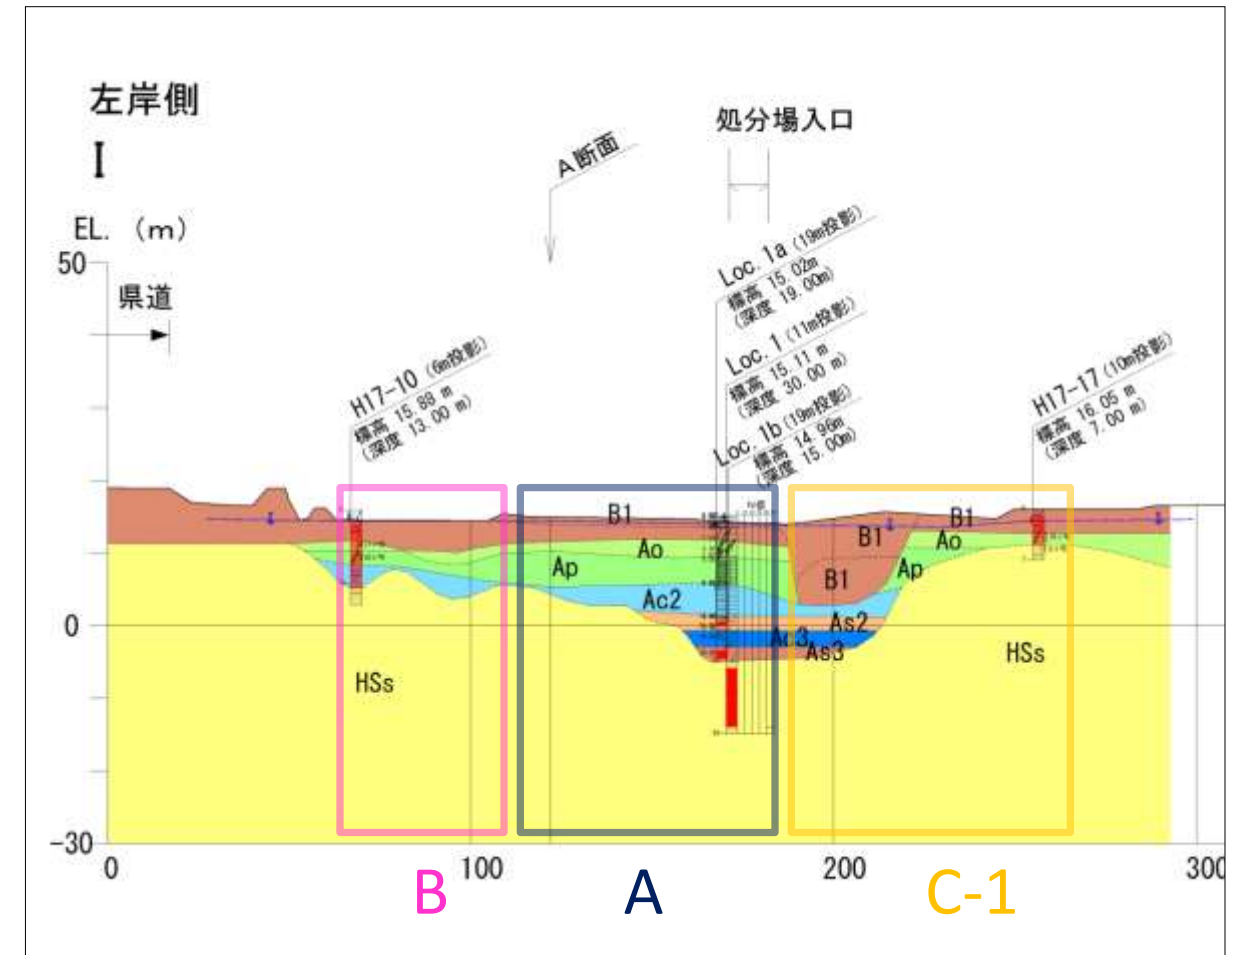 左岸側
I
処分場入口
A断面
EL. (m)
50
県道
Loc. 1a (19m投影)
標高 15.02m
(深度 19.00m)
Loc. 1 (11m投影)
標高 15.11 m
(深度 30.00 m)
H17-10 (6m投影)
標高 15.88 m
(深度 13.00 m)
Loc. 1b (19m投影)
標高 14.96m
(深度 15.00m)
H17-17 (10m投影)
標高 16.05 m
(深度 7.00 m)
B1
B1
B1
Ao
Ao
Ap
Ap
B1
Ac2
As2
0
Ac3
As3
HSs
HSs
-30
0
100
200
300
B
A
C-1